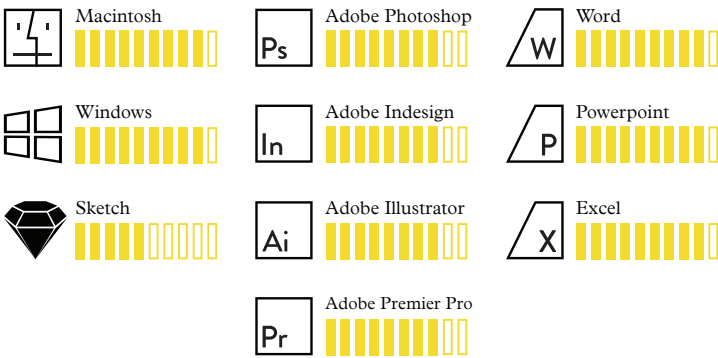 Macintosh
Windows
Sketch
Ps
Adobe Photoshop
In
Adobe Indesign
Ai
Adobe Illustrator
Pr
Adobe Premier Pro
W
Word
P
Powerpoint
X
Excel